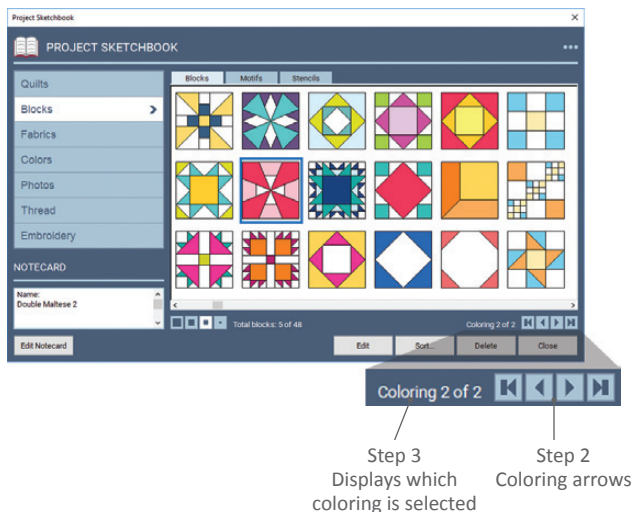 Project Sketchbook
PROJECT SKETCHBOOK
Quilts
Blocks
Fabrics
Colors
Photos
Thread
Embroidery
NOTECARD
Name:
Double Maltese 2
Edit Notecard
Blocks Motifs Stencils
Total blocks: 5 of 48
Coloring 2 of 2
Edit Sort... Delete Close
Coloring 2 of 2
Step 3
Displays which
coloring is selected
Step 2
Coloring arrows